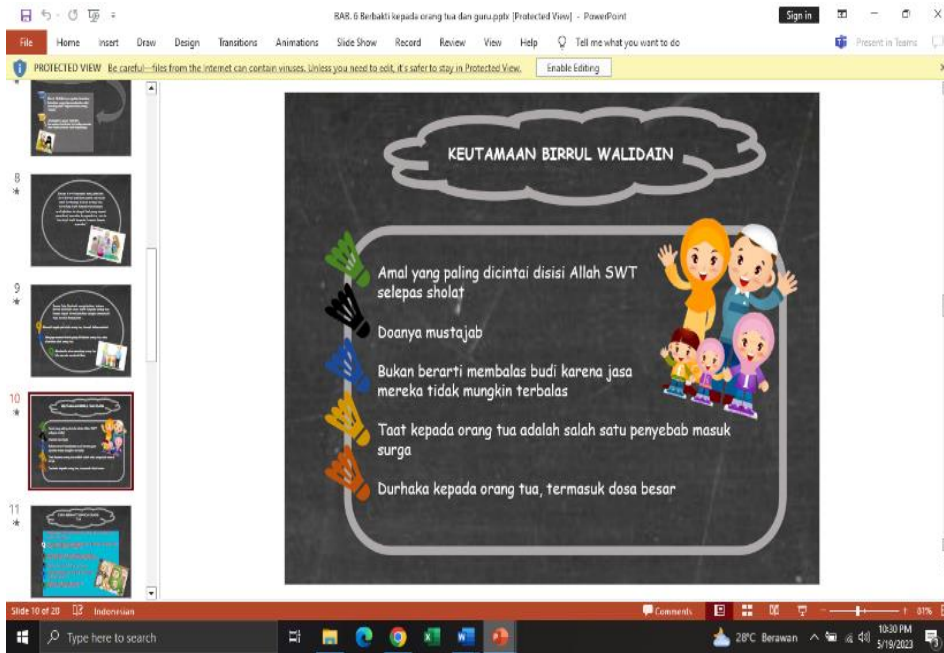 BAB. 6 Berbakti kepada orang tua dan guru.pptx [Protected View] - PowerPoint
Sign in
File Home Insert Draw Design Transitions Animations Slide Show Record Review View Help Tell me what you want to do
Present in Teams
PROTECTED VIEW Be careful—files from the Internet can contain viruses. Unless you need to edit, it's safer to stay in Protected View. Enable Editing
8
9
10
11
KEUTAMAAN BIRRUL WALIDAIN
Amal yang paling dicintai disisi Allah SWT
selepas sholat
Doanya mustajab
Bukan berarti membalas budi karena jasa
mereka tidak mungkin terbalas
Taat kepada orang tua adalah salah satu penyebab masuk
surga
Durhaka kepada orang tua, termasuk dosa besar
Slide 10 of 20 Indonesian Comments 81%
Type here to search
28°C Berawan
10:30 PM
5/19/2023